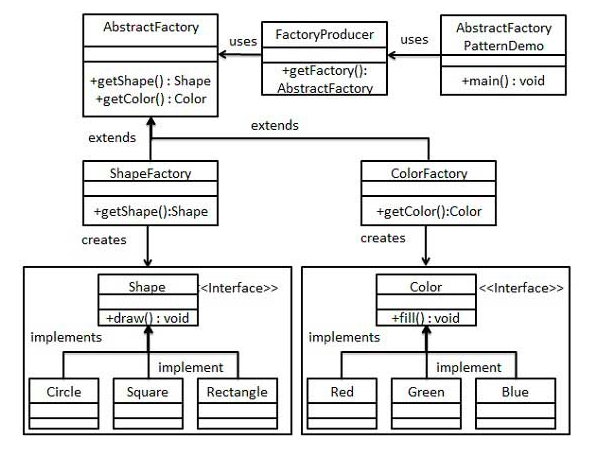 AbstractFactory
+getShape() : Shape
+getColor() : Color
uses
FactoryProducer
+getFactory():
AbstractFactory
uses
AbstractFactory
PatternDemo
+main() : void
extends
extends
ShapeFactory
+getShape():Shape
ColorFactory
+getColor():Color
creates
creates
Shape
<<Interface>>
+draw() : void
implements
implement
Circle
Square
Rectangle
Color
<<Interface>>
+fill() : void
implements
implement
Red
Green
Blue